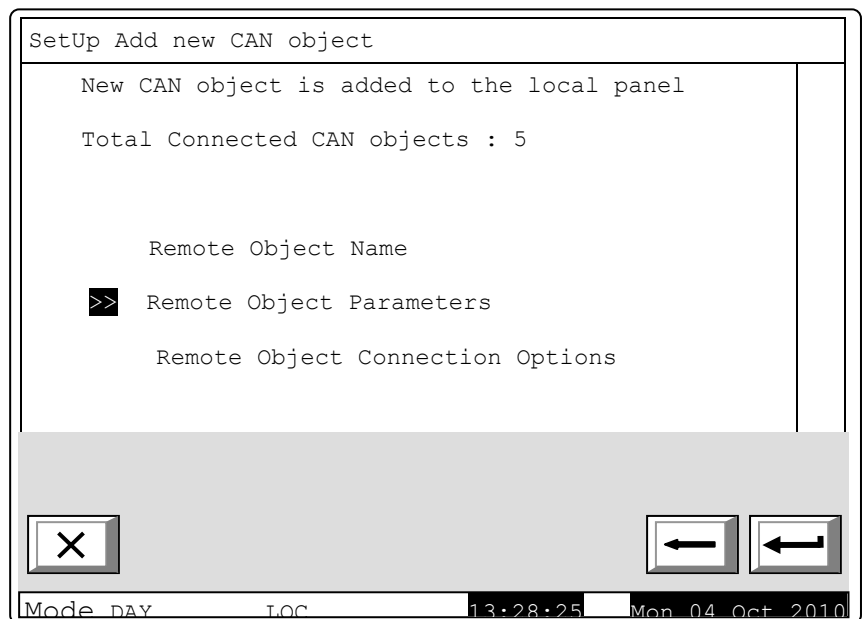 SetUp Add new CAN object
New CAN object is added to the local panel
Total Connected CAN objects : 5
Remote Object Name
>> Remote Object Parameters
Remote Object Connection Options
Mode DAY LOC 13:28:25 Mon 04 Oct 2010